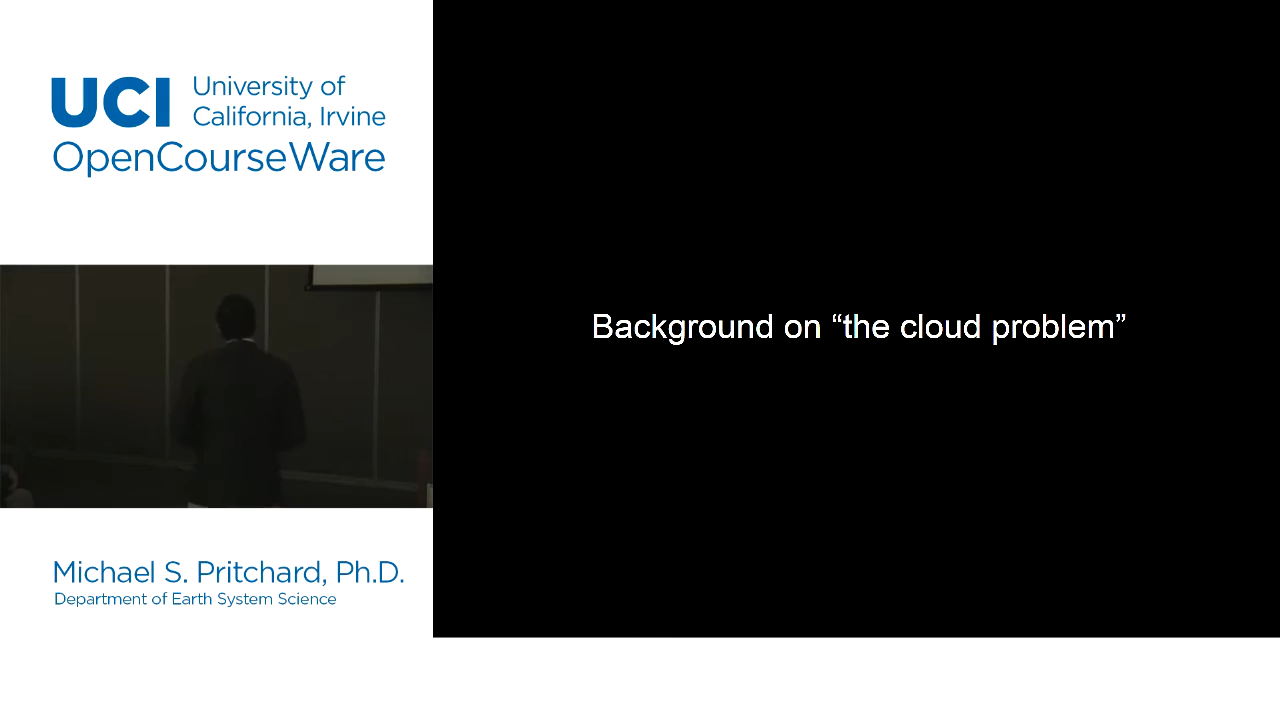 UCI University of
California, Irvine
OpenCourseWare
Background on “the cloud problem”
Michael S. Pritchard, Ph.D.
Department of Earth System Science